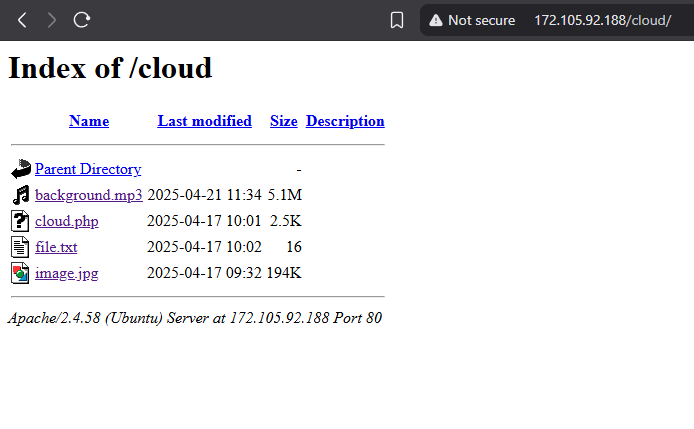 Not secure 172.105.92.188/cloud/
Index of /cloud
Name Last modified Size Description
Parent Directory -
background.mp3 2025-04-21 11:34 5.1M
cloud.php 2025-04-17 10:01 2.5K
file.txt 2025-04-17 10:02 16
image.jpg 2025-04-17 09:32 194K
Apache/2.4.58 (Ubuntu) Server at 172.105.92.188 Port 80